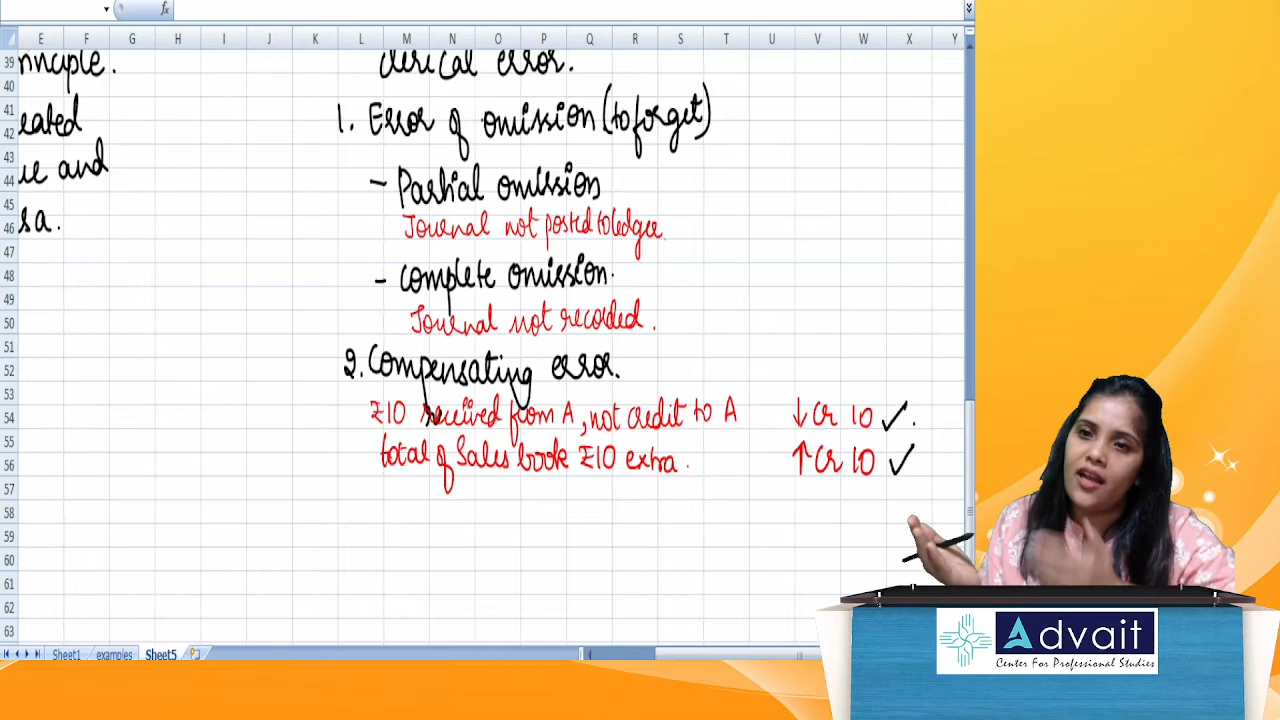 fx
E F G H I J K L M N O P Q R S T U V W X Y
39
40
41
42
43
44
45
46
47
48
49
50
51
52
53
54
55
56
57
58
59
60
61
62
63
inciple.
eated
ue and
sa.
clerical error.
1. Error of omission (to forget)
- Partial omission
Journal not posted to ledger.
- Complete omission.
Journal not recorded.
2. Compensating error.
₹10 received from A, not credit to A ↓ Cr 10 ✓.
total of Sales book ₹10 extra. ↑ Cr 10 ✓
Sheet1 examples Sheet5
Advait
Center For Professional Studies